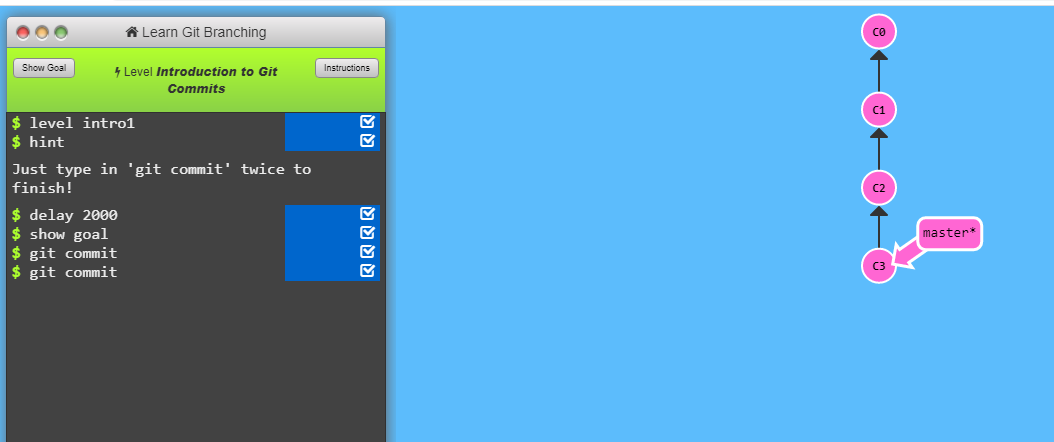 Learn Git Branching
Show Goal
Level Introduction to Git
Commits
Instructions
$ level intro1
$ hint
Just type in 'git commit' twice to
finish!
$ delay 2000
$ show goal
$ git commit
$ git commit
C0
C1
C2
master*
C3